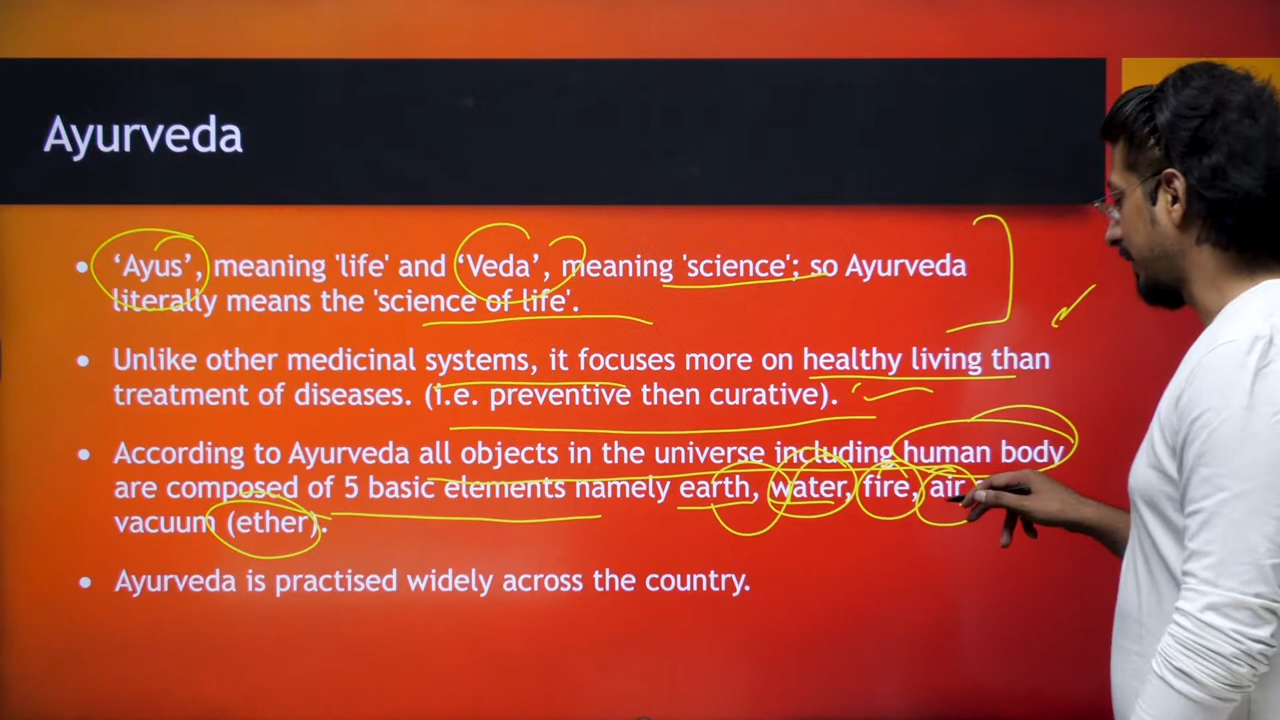 Ayurveda
• ‘Ayus’, meaning 'life' and ‘Veda’, meaning 'science'; so Ayurveda
literally means the 'science of life'.
• Unlike other medicinal systems, it focuses more on healthy living than
treatment of diseases. (i.e. preventive then curative).
• According to Ayurveda all objects in the universe including human body
are composed of 5 basic elements namely earth, water, fire, air
vacuum (ether).
• Ayurveda is practised widely across the country.